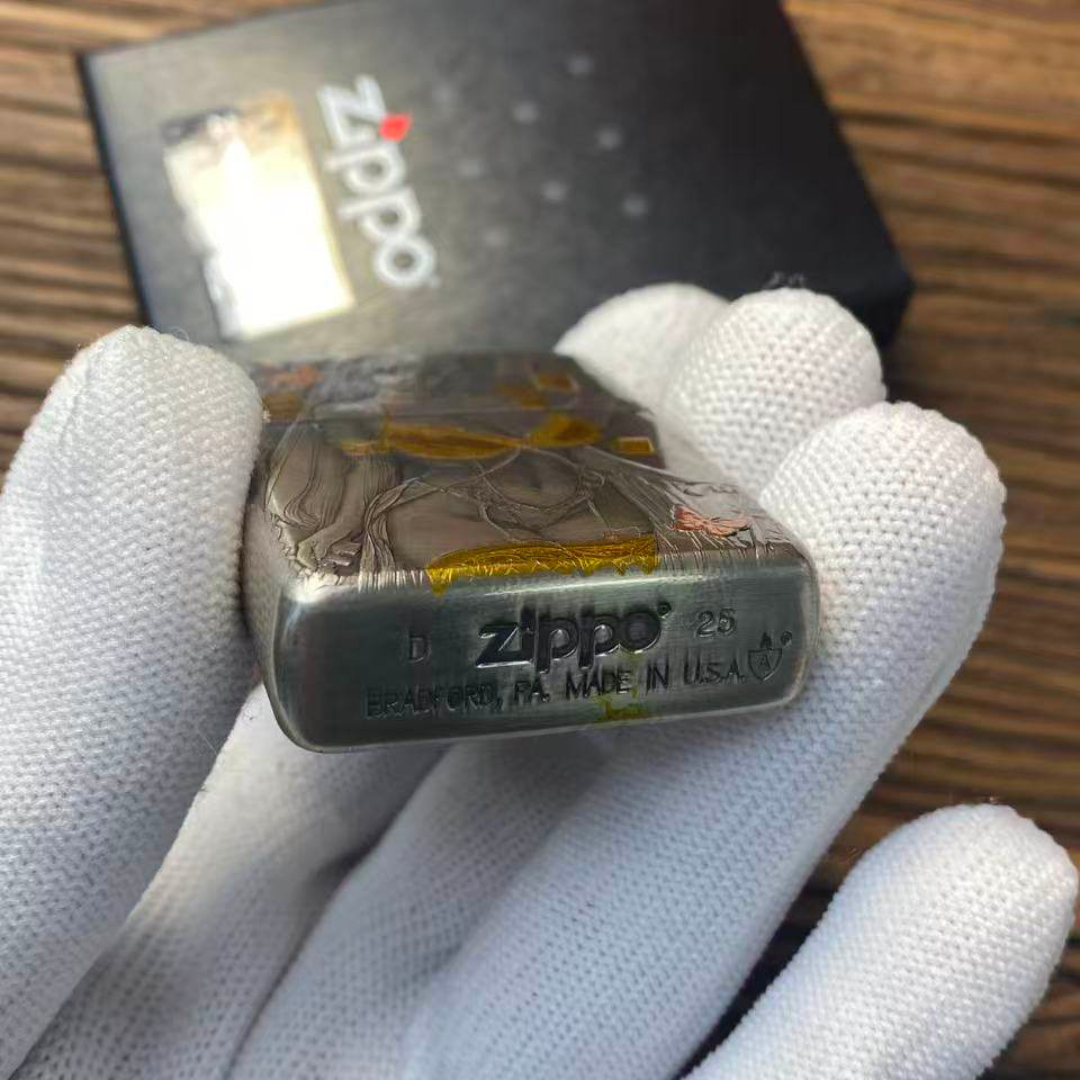 zippo
D zippo 25
BRADFORD, PA. MADE IN U.S.A.
A